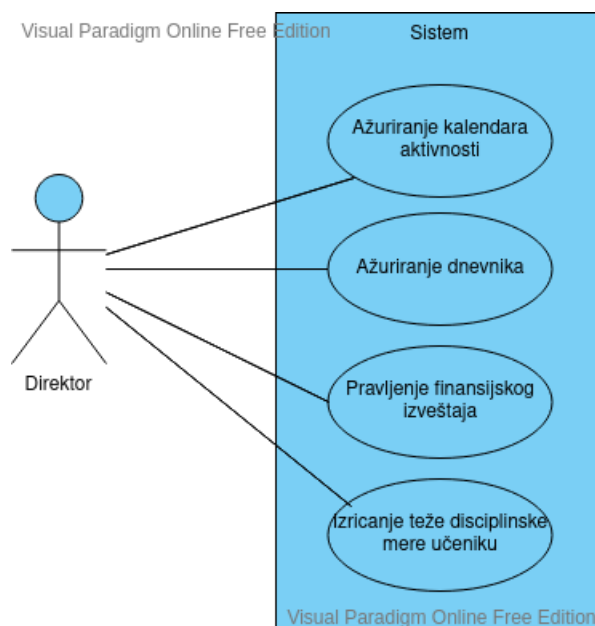 Visual Paradigm Online Free Edition
Sistem
Ažuriranje kalendara
aktivnosti
Ažuriranje dnevnika
Direktor
Pravljenje finansijskog
izveštaja
Izricanje teže disciplinske
mere učeniku
Visual Paradigm Online Free Edition